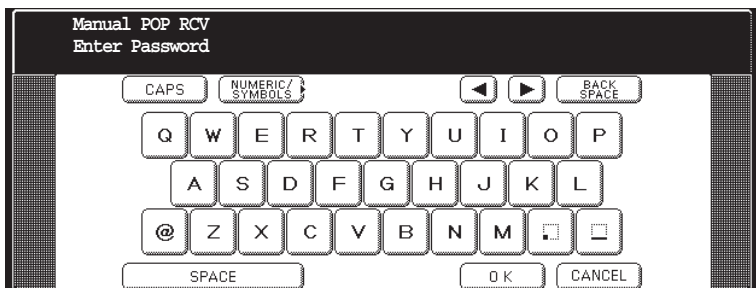 Manual POP RCV
Enter Password
CAPS NUMERIC/ SYMBOLS ◀ ▶ BACK SPACE
Q W E R T Y U I O P
A S D F G H J K L
@ Z X C V B N M . _
SPACE OK CANCEL